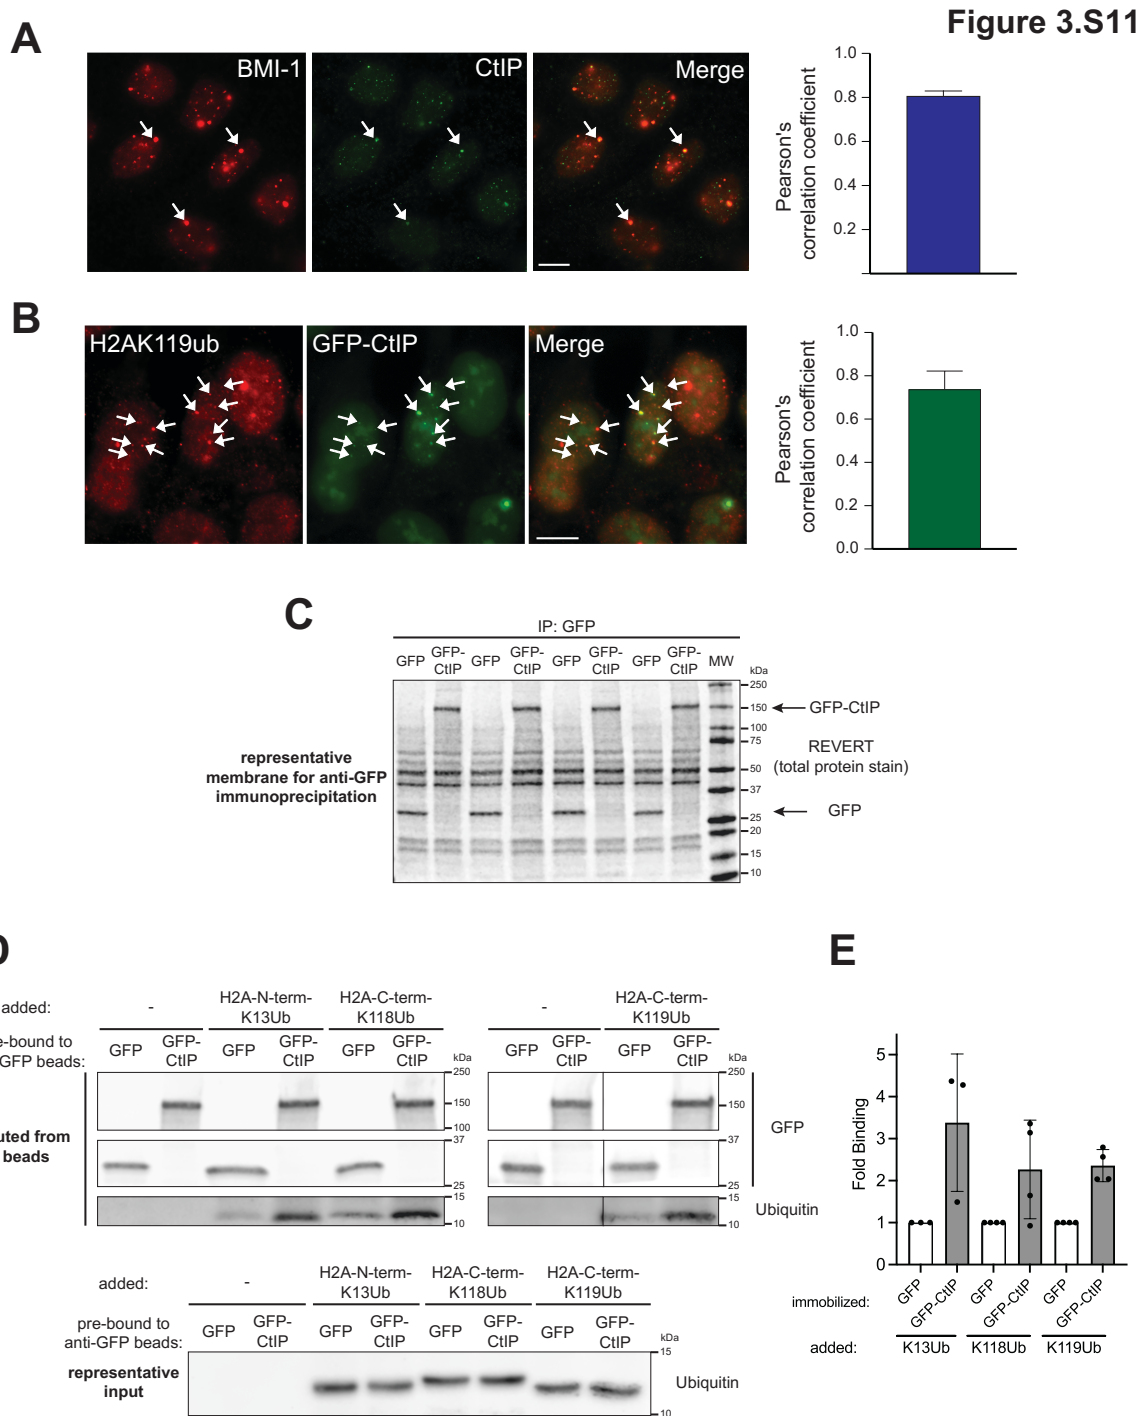 Figure 3.S11
A
BMI-1
CtIP
Merge
Pearson's
correlation coefficient
1.0
0.8
0.6
0.4
0.2
B
H2AK119ub
GFP-CtIP
Merge
Pearson's
correlation coefficient
1.0
0.8
0.6
0.4
0.2
0.0
C
IP: GFP
GFP GFP-CtIP GFP GFP-CtIP GFP GFP-CtIP GFP GFP-CtIP MW
kDa
250
150
100
75
50
37
25
20
15
10
GFP-CtIP
REVERT
(total protein stain)
GFP
representative
membrane for anti-GFP
immunoprecipitation
added:
-
H2A-N-term-
K13Ub
H2A-C-term-
K118Ub
-
H2A-C-term-
K119Ub
e-bound to
GFP beads:
GFP GFP-CtIP GFP GFP-CtIP GFP GFP-CtIP
kDa
GFP GFP-CtIP GFP GFP-CtIP
kDa
250
150
100
37
25
15
10
250
150
37
25
15
10
uted from
beads
GFP
Ubiquitin
added:
-
H2A-N-term-
K13Ub
H2A-C-term-
K118Ub
H2A-C-term-
K119Ub
pre-bound to
anti-GFP beads:
GFP GFP-CtIP GFP GFP-CtIP GFP GFP-CtIP GFP GFP-CtIP
kDa
15
10
representative
input
Ubiquitin
E
Fold Binding
5
4
3
2
1
0
immobilized:
GFP GFP-CtIP GFP GFP-CtIP GFP GFP-CtIP
added:
K13Ub K118Ub K119Ub